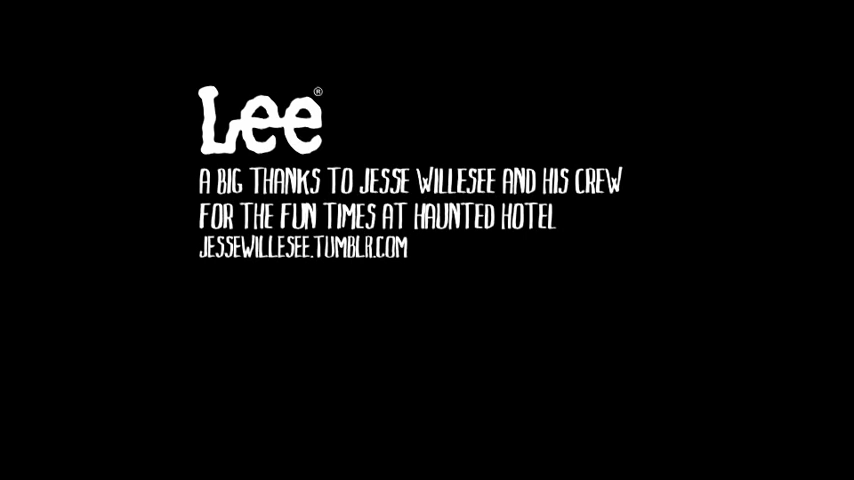 Lee®
A BIG THANKS TO JESSE WILLESEE AND HIS CREW
FOR THE FUN TIMES AT HAUNTED HOTEL
JESSEWILLESEE.TUMBLR.COM